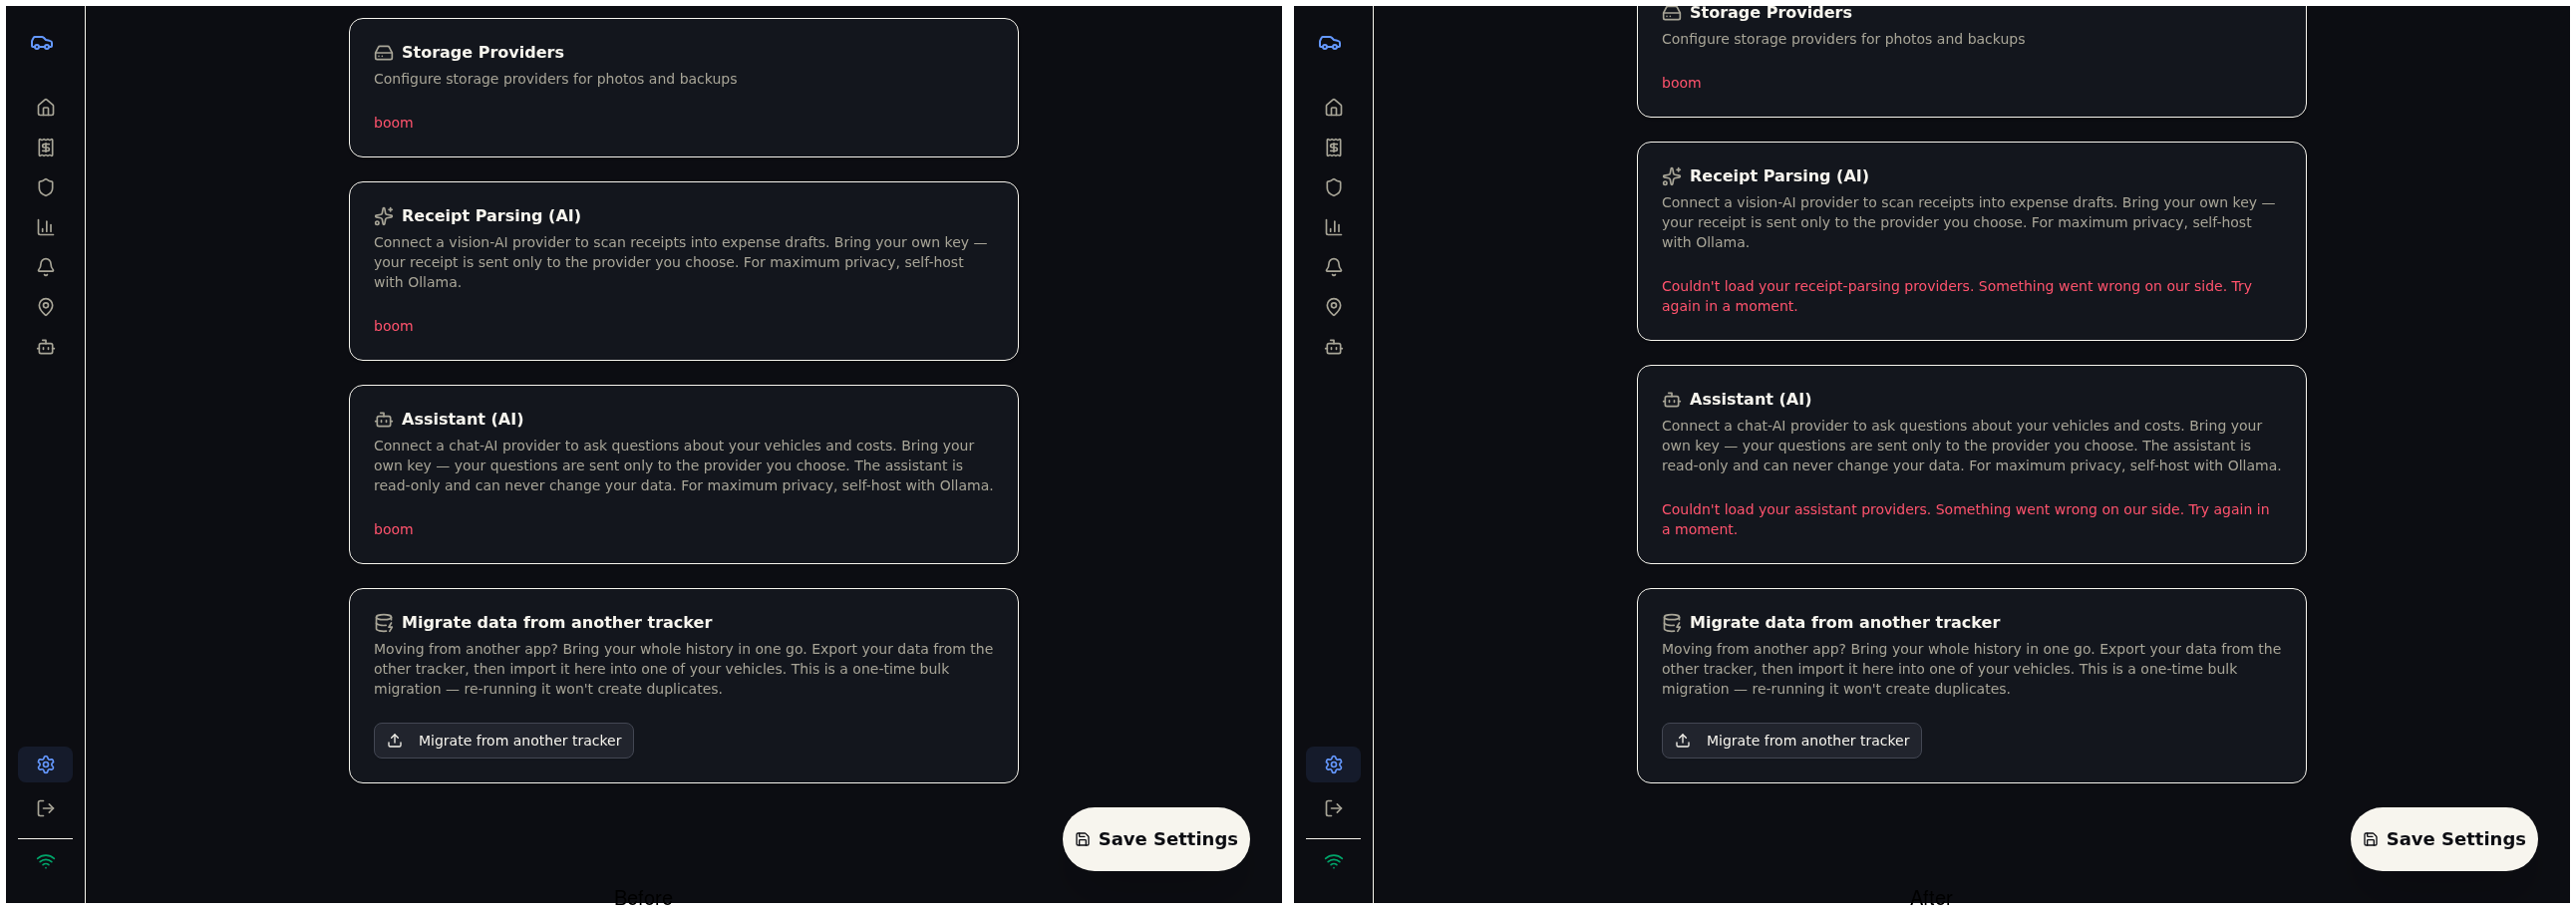 Storage Providers
Configure storage providers for photos and backups
boom
Receipt Parsing (AI)
Connect a vision-AI provider to scan receipts into expense drafts. Bring your own key —
your receipt is sent only to the provider you choose. For maximum privacy, self-host
with Ollama.
boom
Assistant (AI)
Connect a chat-AI provider to ask questions about your vehicles and costs. Bring your
own key — your questions are sent only to the provider you choose. The assistant is
read-only and can never change your data. For maximum privacy, self-host with Ollama.
boom
Migrate data from another tracker
Moving from another app? Bring your whole history in one go. Export your data from the
other tracker, then import it here into one of your vehicles. This is a one-time bulk
migration — re-running it won't create duplicates.
Migrate from another tracker
Save Settings
Before
Storage Providers
Configure storage providers for photos and backups
boom
Receipt Parsing (AI)
Connect a vision-AI provider to scan receipts into expense drafts. Bring your own key —
your receipt is sent only to the provider you choose. For maximum privacy, self-host
with Ollama.
Couldn't load your receipt-parsing providers. Something went wrong on our side. Try
again in a moment.
Assistant (AI)
Connect a chat-AI provider to ask questions about your vehicles and costs. Bring your
own key — your questions are sent only to the provider you choose. The assistant is
read-only and can never change your data. For maximum privacy, self-host with Ollama.
Couldn't load your assistant providers. Something went wrong on our side. Try again in
a moment.
Migrate data from another tracker
Moving from another app? Bring your whole history in one go. Export your data from the
other tracker, then import it here into one of your vehicles. This is a one-time bulk
migration — re-running it won't create duplicates.
Migrate from another tracker
Save Settings
After